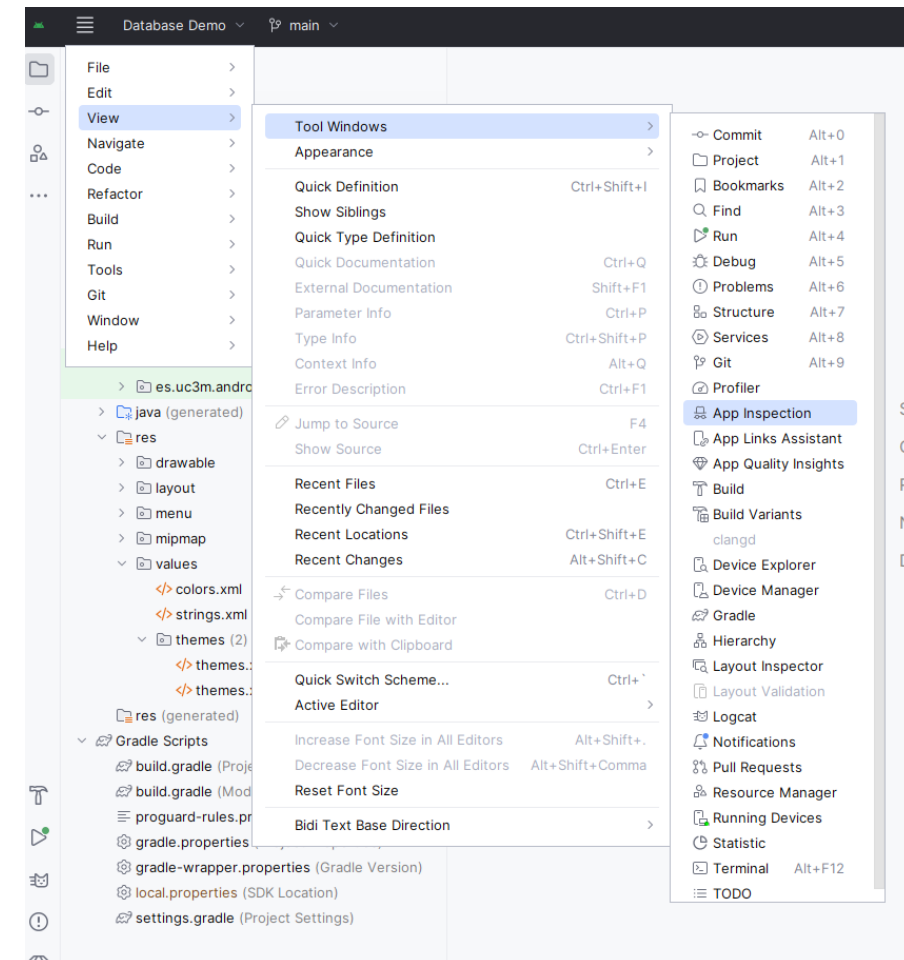 Database Demo main
File
Edit
View
Navigate
Code
Refactor
Build
Run
Tools
Git
Window
Help
es.uc3m.andro
java (generated)
res
drawable
layout
menu
mipmap
values
colors.xml
strings.xml
themes (2)
themes.
themes.
res (generated)
Gradle Scripts
build.gradle (Proje
build.gradle (Mod
proguard-rules.pr
gradle.properties
gradle-wrapper.properties (Gradle Version)
local.properties (SDK Location)
settings.gradle (Project Settings)
Tool Windows
Appearance
Quick Definition Ctrl+Shift+I
Show Siblings
Quick Type Definition
Quick Documentation Ctrl+Q
External Documentation Shift+F1
Parameter Info Ctrl+P
Type Info Ctrl+Shift+P
Context Info Alt+Q
Error Description Ctrl+F1
Jump to Source F4
Show Source Ctrl+Enter
Recent Files Ctrl+E
Recently Changed Files
Recent Locations Ctrl+Shift+E
Recent Changes Alt+Shift+C
Compare Files Ctrl+D
Compare File with Editor
Compare with Clipboard
Quick Switch Scheme... Ctrl+`
Active Editor
Increase Font Size in All Editors Alt+Shift+.
Decrease Font Size in All Editors Alt+Shift+Comma
Reset Font Size
Bidi Text Base Direction
Commit Alt+0
Project Alt+1
Bookmarks Alt+2
Find Alt+3
Run Alt+4
Debug Alt+5
Problems Alt+6
Structure Alt+7
Services Alt+8
Git Alt+9
Profiler
App Inspection
App Links Assistant
App Quality Insights
Build
Build Variants
clangd
Device Explorer
Device Manager
Gradle
Hierarchy
Layout Inspector
Layout Validation
Logcat
Notifications
Pull Requests
Resource Manager
Running Devices
Statistic
Terminal Alt+F12
TODO